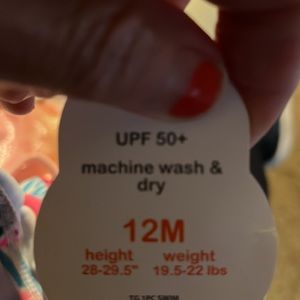 UPF 50+
machine wash &
dry
12M
height weight
28-29.5" 19.5-22 lbs